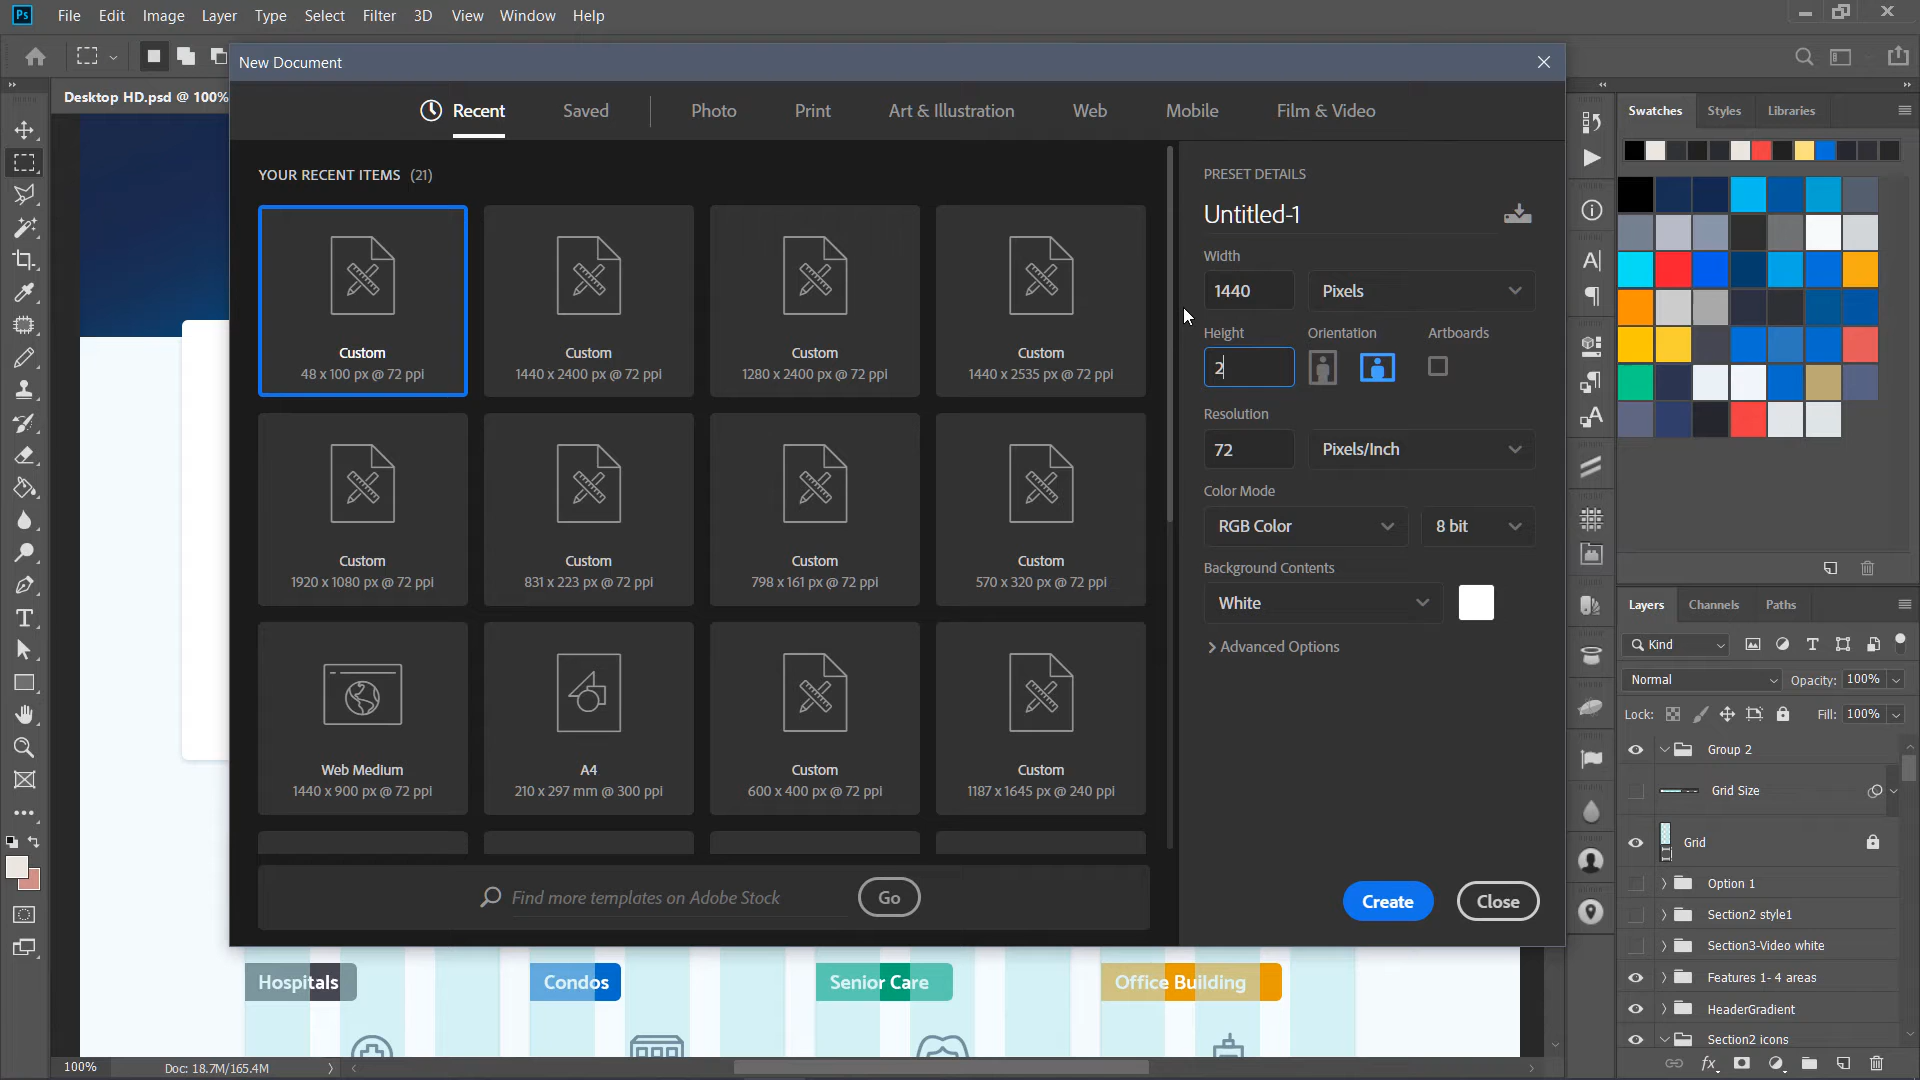 Ps File Edit Image Layer Type Select Filter 3D View Window Help
New Document
Desktop HD.psd @ 100%
Recent Saved Photo Print Art & Illustration Web Mobile Film & Video
YOUR RECENT ITEMS (21)
Custom
48 x 100 px @ 72 ppi
Custom
1440 x 2400 px @ 72 ppi
Custom
1280 x 2400 px @ 72 ppi
Custom
1440 x 2535 px @ 72 ppi
Custom
1920 x 1080 px @ 72 ppi
Custom
831 x 223 px @ 72 ppi
Custom
798 x 161 px @ 72 ppi
Custom
570 x 320 px @ 72 ppi
Web Medium
1440 x 900 px @ 72 ppi
A4
210 x 297 mm @ 300 ppi
Custom
600 x 400 px @ 72 ppi
Custom
1187 x 1645 px @ 240 ppi
Find more templates on Adobe Stock
Go
PRESET DETAILS
Untitled-1
Width
1440 Pixels
Height Orientation Artboards
2
Resolution
72 Pixels/Inch
Color Mode
RGB Color 8 bit
Background Contents
White
Advanced Options
Create Close
Swatches Styles Libraries
Layers Channels Paths
Kind
Normal Opacity: 100%
Lock: Fill: 100%
Group 2
Grid Size
Grid
Option 1
Section2 style1
Section3-Video white
Features 1- 4 areas
HeaderGradient
Section2 icons
Hospitals Condos Senior Care Office Building
100% Doc: 18.7M/165.4M